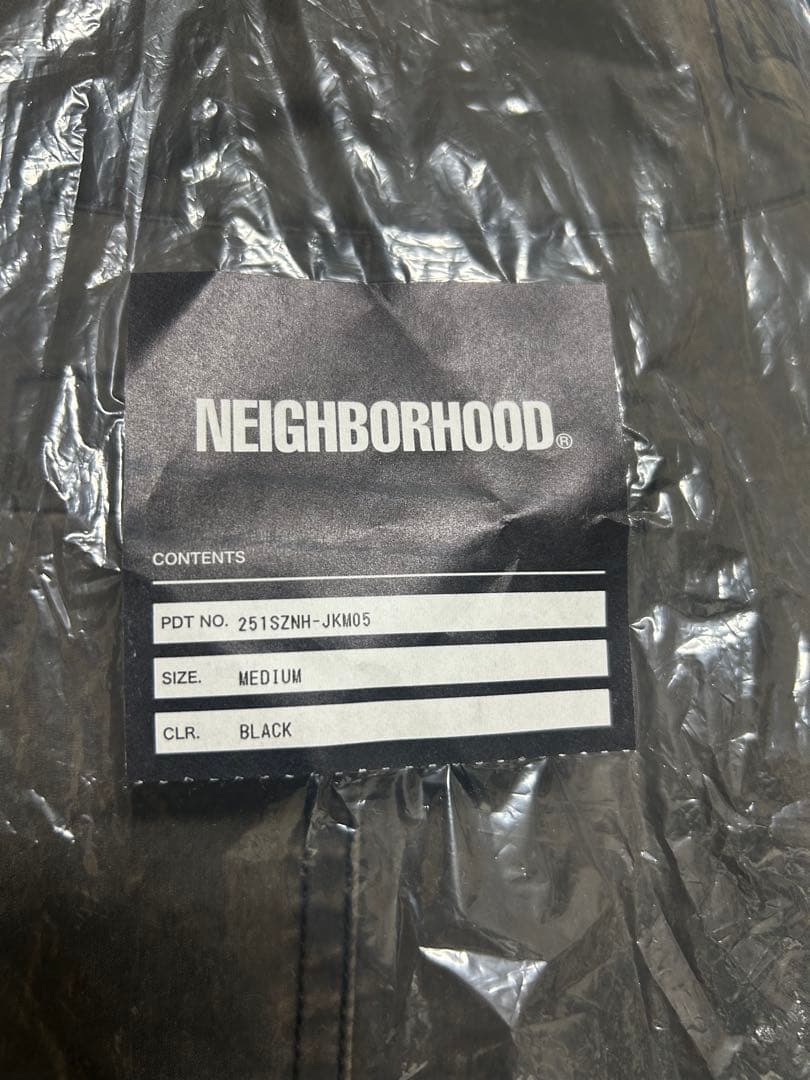 NEIGHBORHOOD®
CONTENTS
PDT NO. 251SZNH-JKM05
SIZE. MEDIUM
CLR. BLACK